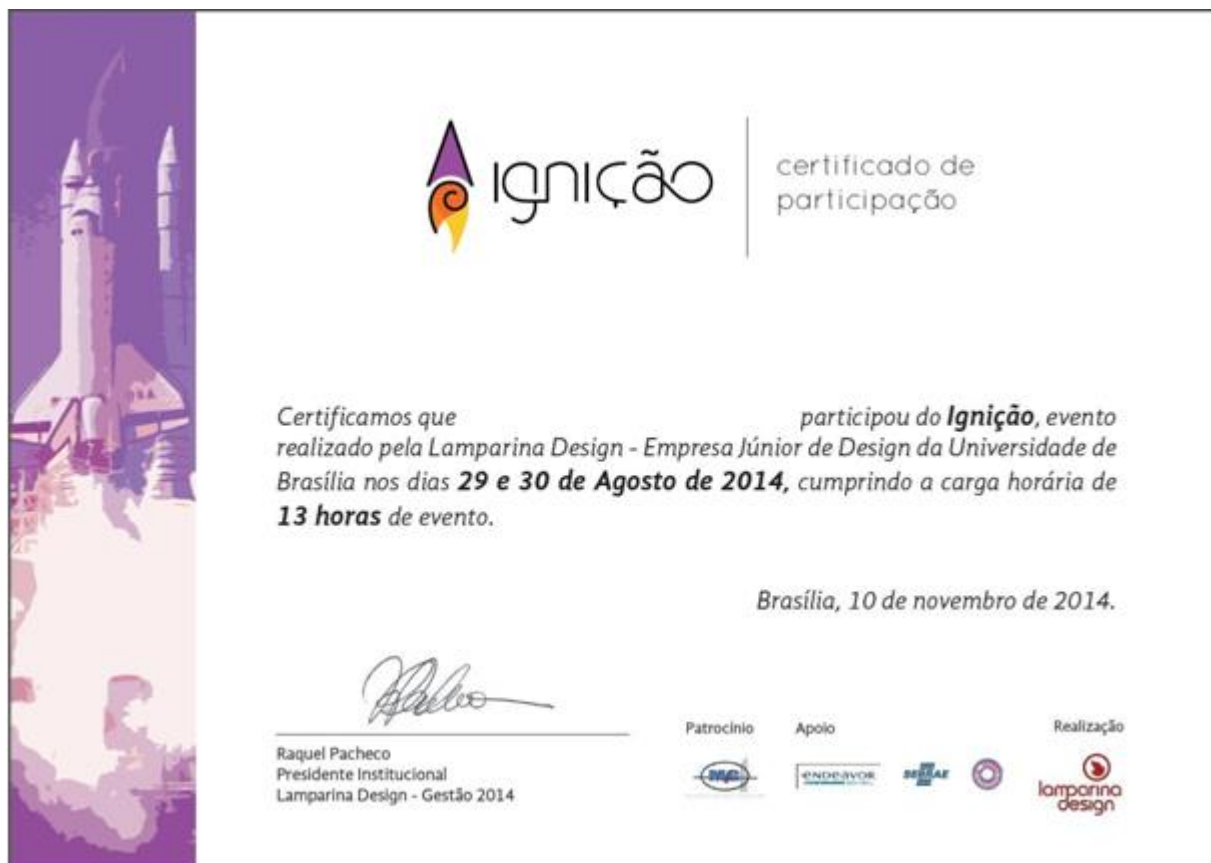 Ignição
certificado de
participação
Certificamos que participou do Ignição, evento
realizado pela Lamparina Design - Empresa Júnior de Design da Universidade de
Brasília nos dias 29 e 30 de Agosto de 2014, cumprindo a carga horária de
13 horas de evento.
Brasília, 10 de novembro de 2014.
Raquel Pacheco
Presidente Institucional
Lamparina Design - Gestão 2014
Patrocínio Apoio Realização
ENDEAVOR SEBRAE
lamparina
design